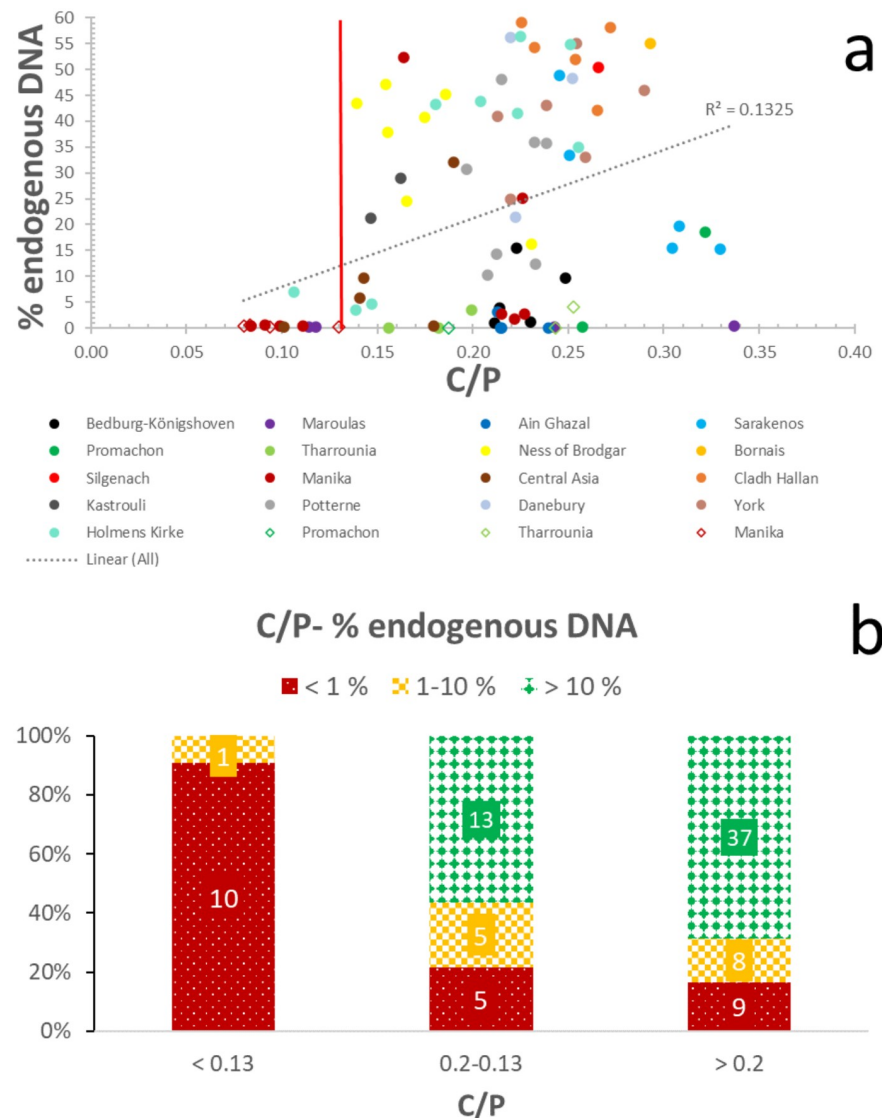 a
% endogenous DNA
60
55
50
45
40
35
30
25
20
15
10
5
0
R² = 0.1325
0.00 0.05 0.10 0.15 0.20 0.25 0.30 0.35 0.40
C/P
Bedburg-Königshoven Maroulas Ain Ghazal Sarakenos
Promachon Tharrounia Ness of Brodgar Bornais
Silgenach Manika Central Asia Cladh Hallan
Kastrouli Potterne Danebury York
Holmens Kirke Promachon Tharrounia Manika
Linear (All)
b
C/P- % endogenous DNA
< 1 % 1-10 % > 10 %
100%
80%
60%
40%
20%
0%
1
10
13
5
5
37
8
9
< 0.13 0.2-0.13 > 0.2
C/P